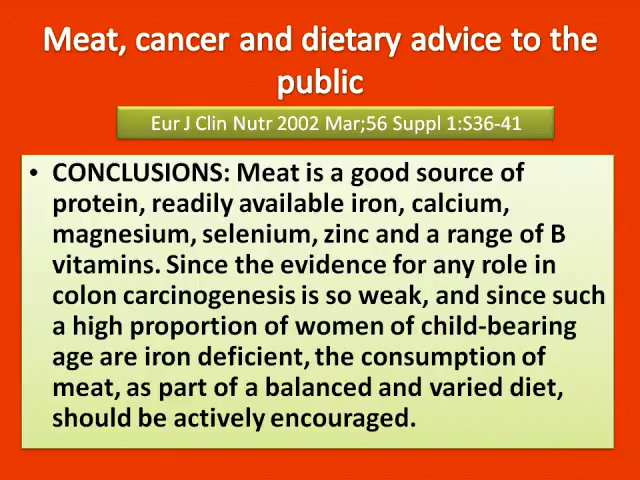 Meat, cancer and dietary advice to the
public
Eur J Clin Nutr 2002 Mar;56 Suppl 1:S36-41
• CONCLUSIONS: Meat is a good source of
protein, readily available iron, calcium,
magnesium, selenium, zinc and a range of B
vitamins. Since the evidence for any role in
colon carcinogenesis is so weak, and since such
a high proportion of women of child-bearing
age are iron deficient, the consumption of
meat, as part of a balanced and varied diet,
should be actively encouraged.